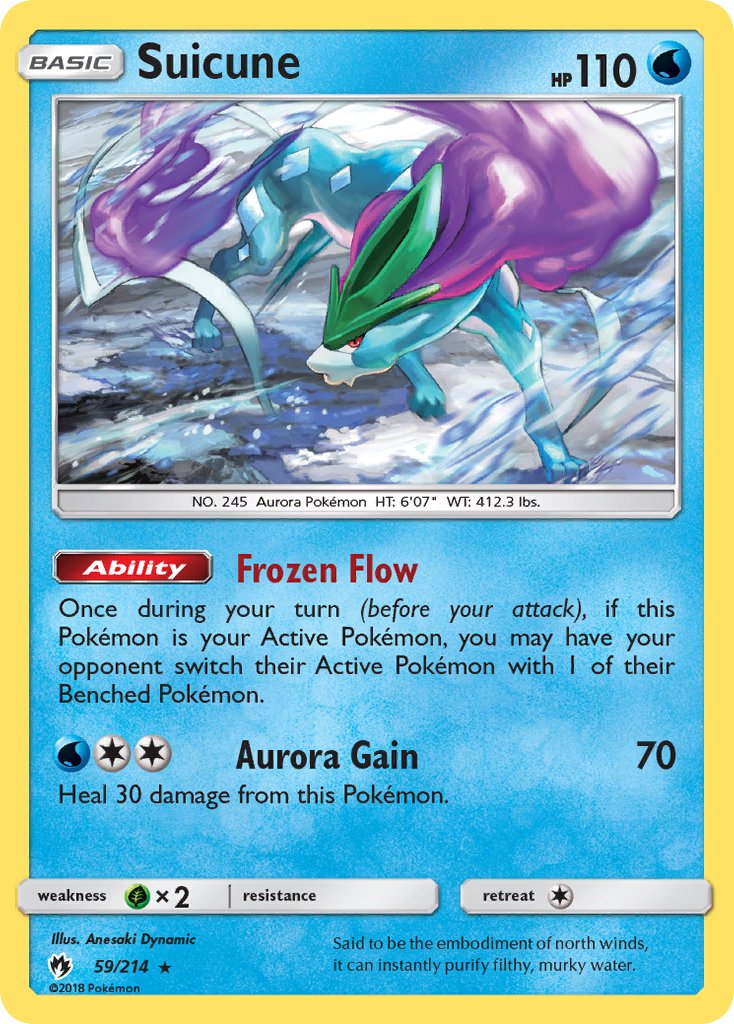 BASIC Suicune HP 110
NO. 245 Aurora Pokémon HT: 6'07" WT: 412.3 lbs.
Ability Frozen Flow
Once during your turn (before your attack), if this
Pokémon is your Active Pokémon, you may have your
opponent switch their Active Pokémon with 1 of their
Benched Pokémon.
Aurora Gain 70
Heal 30 damage from this Pokémon.
weakness ×2 resistance retreat
Illus. Anesaki Dynamic
59/214 ★
©2018 Pokémon
Said to be the embodiment of north winds,
it can instantly purify filthy, murky water.